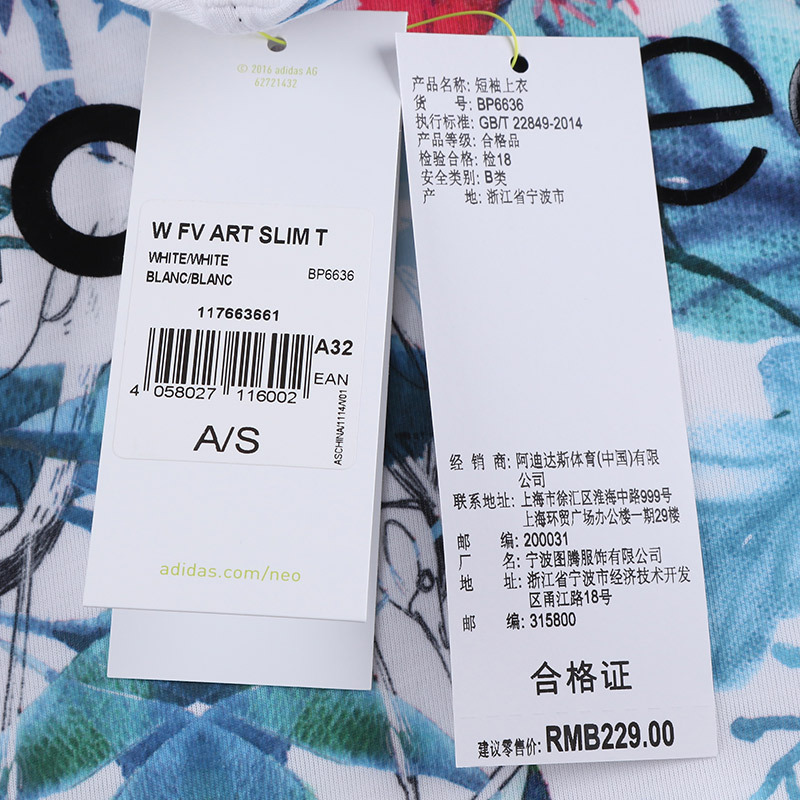 © 2016 adidas AG
62721432
W FV ART SLIM T
WHITE/WHITE
BLANC/BLANC
BP6636
117663661
A32
EAN
4 058027 116002
ASCHINA/1114/V01
A/S
adidas.com/neo
产品名称: 短袖上衣
货 号: BP6636
执行标准: GB/T 22849-2014
产品等级: 合格品
检验合格: 检18
安全类别: B类
产 地: 浙江省宁波市
经 销 商: 阿迪达斯体育(中国)有限
公司
联系地址: 上海市徐汇区淮海中路999号
上海环贸广场办公楼一期29楼
邮 编: 200031
厂 名: 宁波图腾服饰有限公司
地 址: 浙江省宁波市经济技术开发
区甬江路18号
邮 编: 315800
合格证
建议零售价: RMB229.00
e